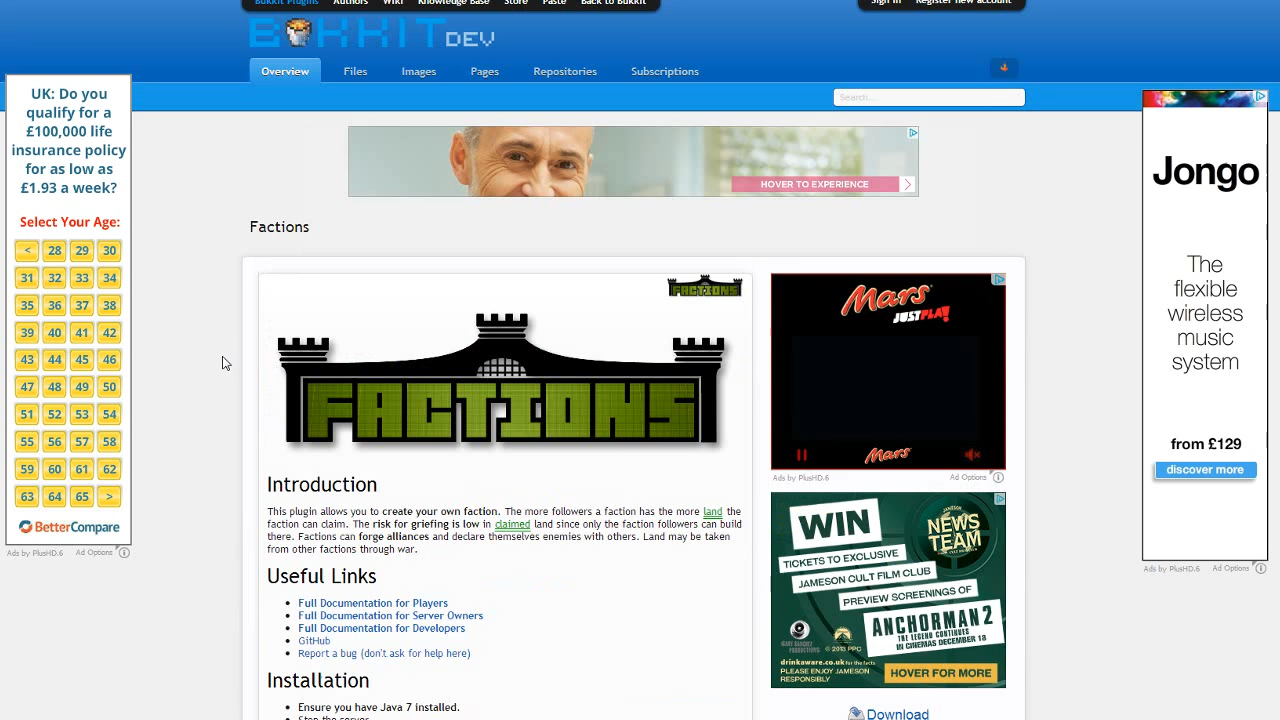 Bukkit Plugins Authors Wiki Knowledge Base Store Paste Back to Bukkit
Sign In Register new account
BUKKIT DEV
Overview Files Images Pages Repositories Subscriptions
Search...
UK: Do you
qualify for a
£100,000 life
insurance policy
for as low as
£1.93 a week?
Select Your Age:
< 28 29 30
31 32 33 34
35 36 37 38
39 40 41 42
43 44 45 46
47 48 49 50
51 52 53 54
55 56 57 58
59 60 61 62
63 64 65 >
BetterCompare
Ads by PlusHD.6 Ad Options
HOVER TO EXPERIENCE
Factions
FACTIONS
FACTIONS
Introduction
This plugin allows you to create your own faction. The more followers a faction has the more land the
faction can claim. The risk for griefing is low in claimed land since only the faction followers can build
there. Factions can forge alliances and declare themselves enemies with others. Land may be taken
from other factions through war.
Useful Links
Full Documentation for Players
Full Documentation for Server Owners
Full Documentation for Developers
GitHub
Report a bug (don't ask for help here)
Installation
Ensure you have Java 7 installed.
Stop the server
Mars
JUST PLAY!
Mars
Ads by PlusHD.6 Ad Options
WIN
TICKETS TO EXCLUSIVE
JAMESON CULT FILM CLUB
PREVIEW SCREENINGS OF
ANCHORMAN 2
THE LEGEND CONTINUES
IN CINEMAS DECEMBER 18
JAMESON
NEWS
TEAM
© 2013 PPC
drinkaware.co.uk for the facts
PLEASE ENJOY JAMESON
RESPONSIBLY
HOVER FOR MORE
Download
Jongo
The
flexible
wireless
music
system
from £129
discover more
Ads by PlusHD.6 Ad Options